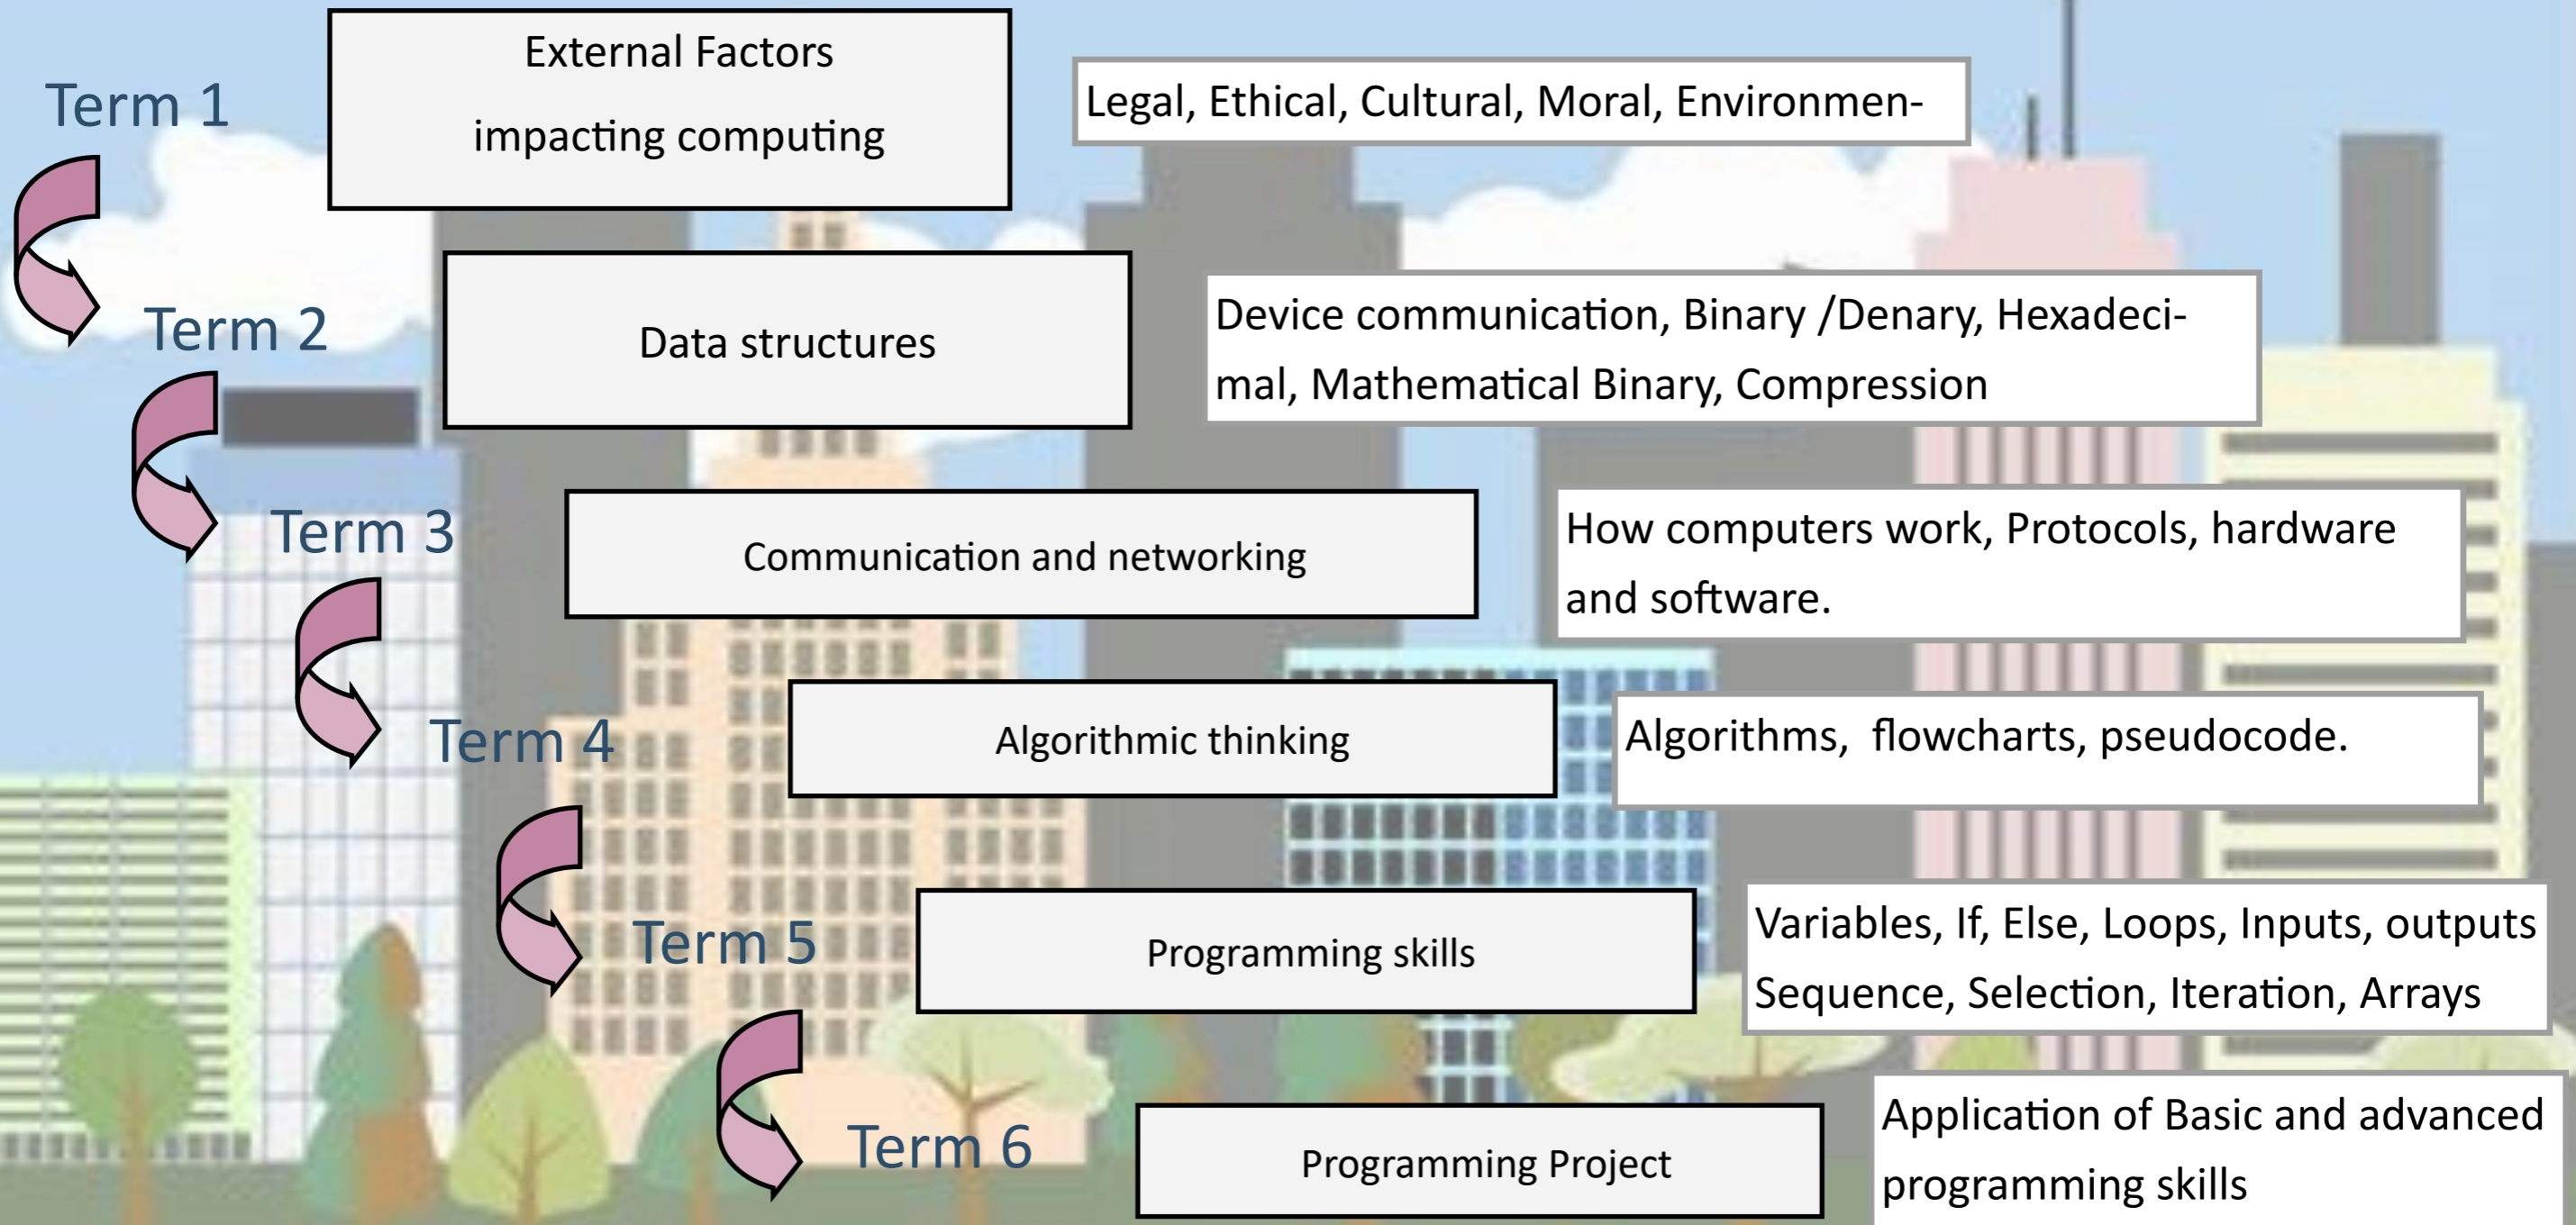 Term 1
External Factors
impacting computing
Legal, Ethical, Cultural, Moral, Environmen-
Term 2
Data structures
Device communication, Binary /Denary, Hexadeci-
mal, Mathematical Binary, Compression
Term 3
Communication and networking
How computers work, Protocols, hardware
and software.
Term 4
Algorithmic thinking
Algorithms,  flowcharts, pseudocode.
Term 5
Programming skills
Variables, If, Else, Loops, Inputs, outputs
Sequence, Selection, Iteration, Arrays
Term 6
Programming Project
Application of Basic and advanced
programming skills